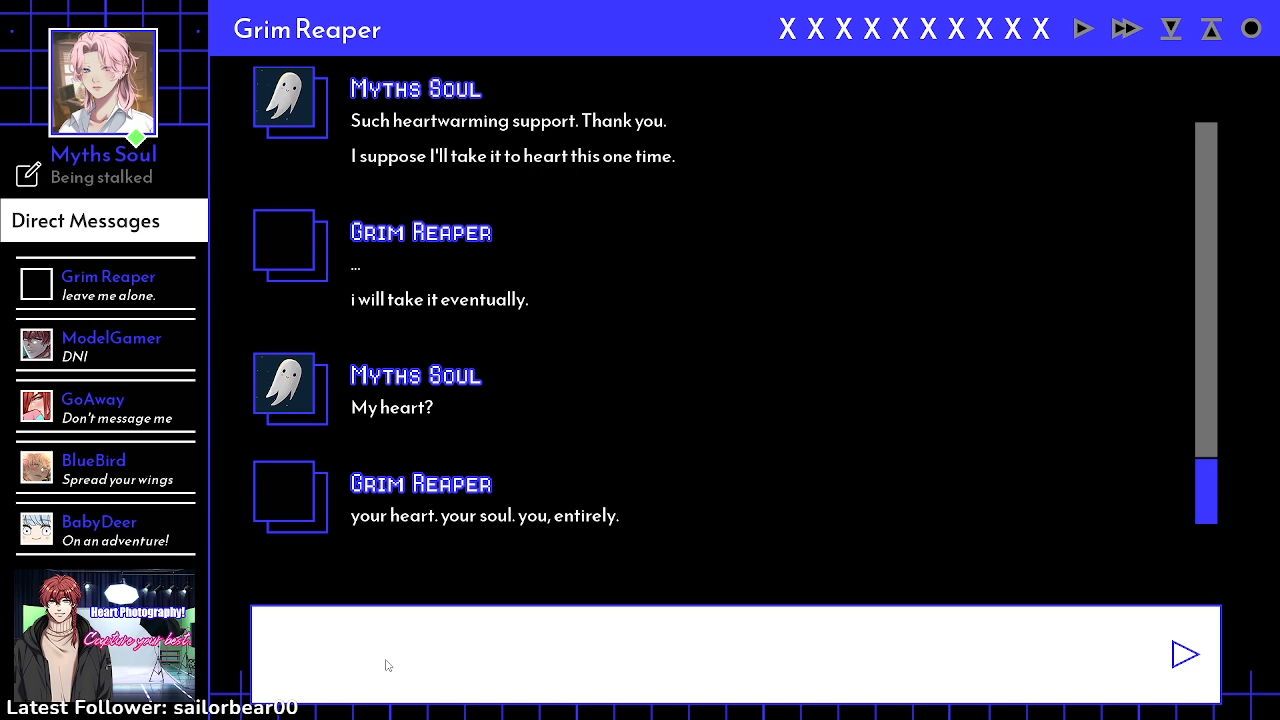 Grim Reaper
X X X X X X X X X X
Myths Soul
Being stalked
Direct Messages
Grim Reaper
leave me alone.
ModelGamer
DNI
GoAway
Don't message me
BlueBird
Spread your wings
BabyDeer
On an adventure!
Heart Photography!
Capture your best.
Latest Follower: sailorbear00
Myths Soul
Such heartwarming support. Thank you.
I suppose I'll take it to heart this one time.
Grim Reaper
...
i will take it eventually.
Myths Soul
My heart?
Grim Reaper
your heart. your soul. you, entirely.